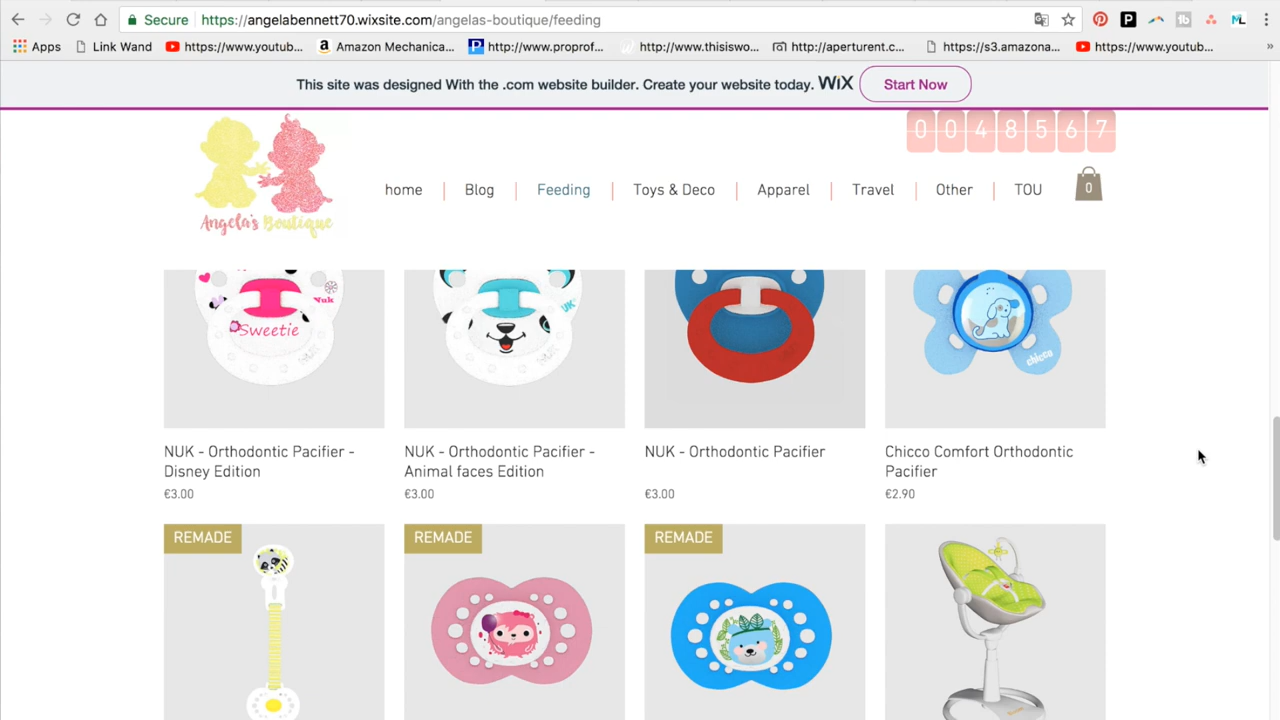 Secure https://angelabennett70.wixsite.com/angelas-boutique/feeding
Apps Link Wand https://www.youtub... Amazon Mechanica... http://www.proprof... http://www.thisiswo... http://aperturent.c... https://s3.amazona... https://www.youtub... »
This site was designed With the .com website builder. Create your website today. WiX Start Now
0 0 4 8 5 6 7
home Blog Feeding Toys & Deco Apparel Travel Other TOU 0
Angela's Boutique
Sweetie Nuk
NUK
chicco
NUK - Orthodontic Pacifier -
Disney Edition
€3.00
NUK - Orthodontic Pacifier -
Animal faces Edition
€3.00
NUK - Orthodontic Pacifier
€3.00
Chicco Comfort Orthodontic
Pacifier
€2.90
REMADE
REMADE
REMADE